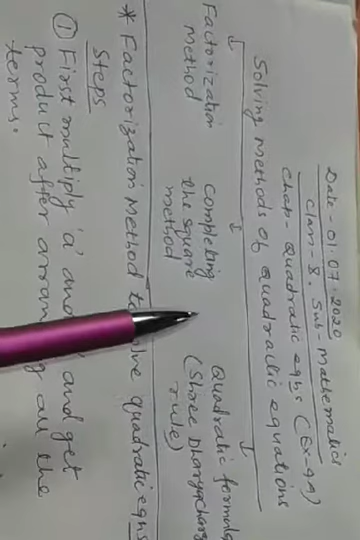 Date - 01.07.2020
Class - 8. Sub - Mathematics
Chap - Quadratic eqns (Ex-9A)
Solving methods of quadratic equations
Factorization Method
Completing the square method
Quadratic formula (Shree Dharyachary rule)
* Factorization Method to solve quadratic eqns
Steps
① First multiply 'a' and and get
product after all the
terms.